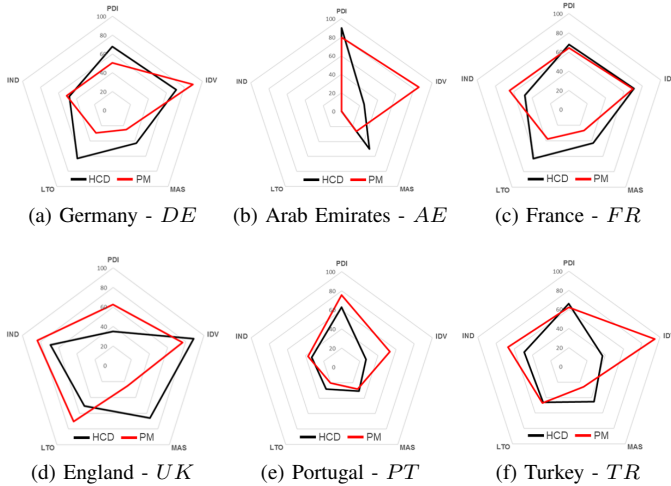 PDI
100
80
60
40
20
0
IND
IDV
LTO
MAS
HCD PM
(a) Germany - DE
PDI
100
80
60
40
20
0
IND
IDV
LTO
MAS
HCD PM
(b) Arab Emirates - AE
PDI
100
80
60
40
20
0
IND
IDV
LTO
MAS
HCD PM
(c) France - FR
PDI
100
80
60
40
20
0
IND
IDV
LTO
MAS
HCD PM
(d) England - UK
PDI
100
80
60
40
20
0
IND
IDV
LTO
MAS
HCD PM
(e) Portugal - PT
PDI
100
80
60
40
20
0
IND
IDV
LTO
MAS
HCD PM
(f) Turkey - TR